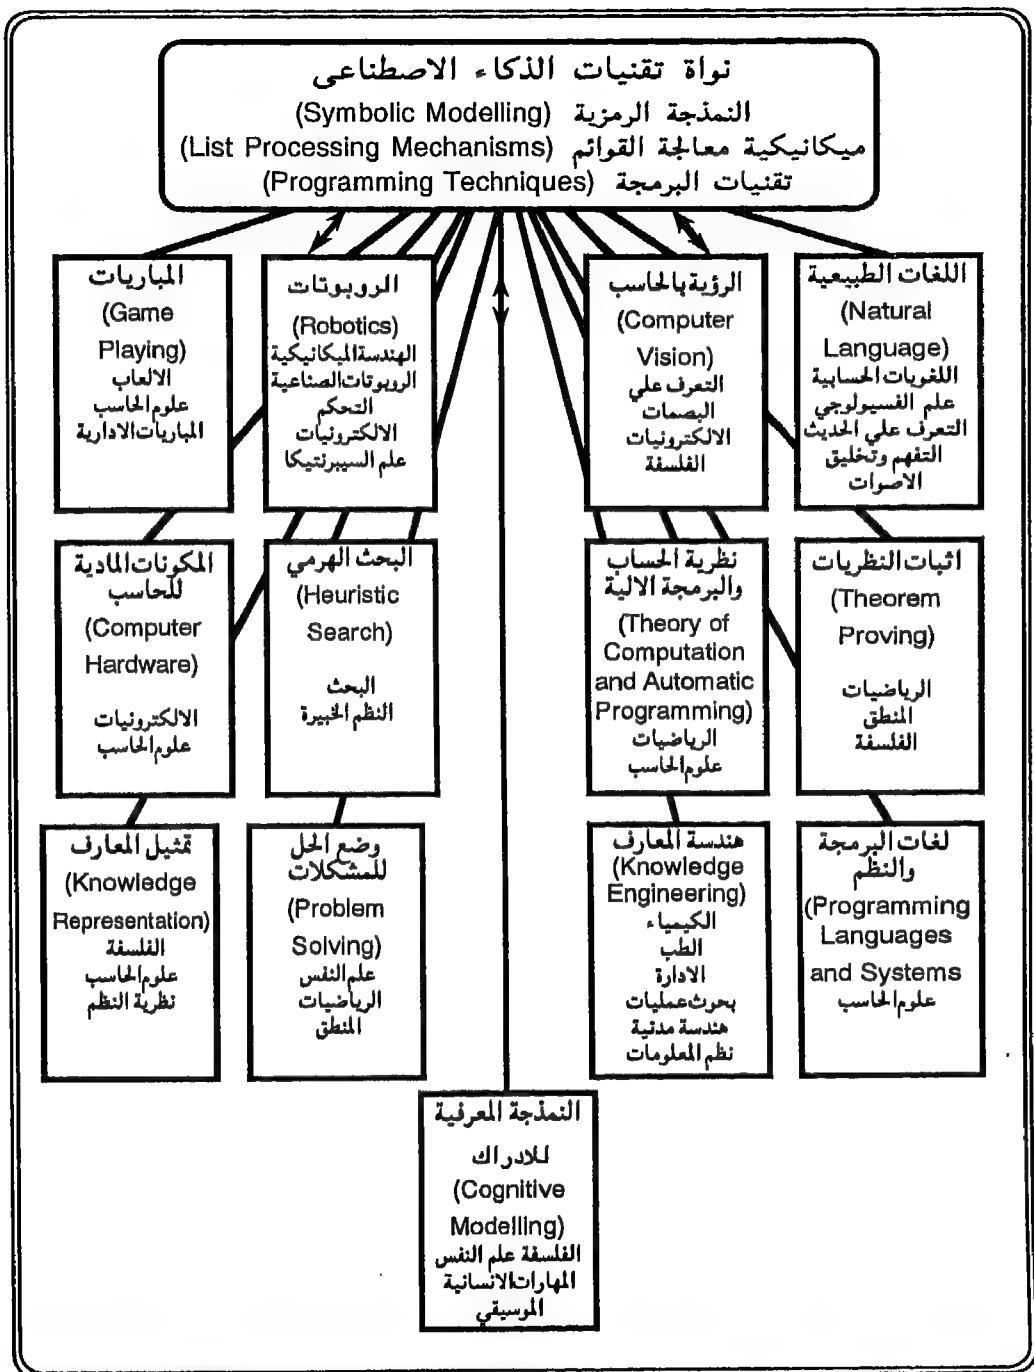 نواة تقنيات الذكاء الاصطناعى
النمذجة الرمزية (Symbolic Modelling)
ميكانيكية معالجة القوائم (List Processing Mechanisms)
تقنيات البرمجة (Programming Techniques)
اللغات الطبيعية
(Natural
Language)
اللغويات الحسابية
علم الفسيولوجي
التعرف علي الحديث
التفهم وتخليق
الاصوات
الرؤية بالحاسب
(Computer
Vision)
التعرف علي
البصمات
الالكترونيات
الفلسفة
الروبوتات
(Robotics)
الهندسة الميكانيكية
الروبوتات الصناعية
التحكم
الالكترونيات
علم السيبرنتيكا
المباريات
(Game
Playing)
الالعاب
علوم الحاسب
المباريات الادارية
اثبات النظريات
(Theorem
Proving)
الرياضيات
المنطق
الفلسفة
نظرية الحساب
والبرمجة الالية
(Theory of
Computation
and Automatic
Programming)
الرياضيات
علوم الحاسب
البحث الهرمي
(Heuristic
Search)
البحث
النظم الخبيرة
المكونات المادية
للحاسب
(Computer
Hardware)
الالكترونيات
علوم الحاسب
لغات البرمجة
والنظم
(Programming
Languages
and Systems
علوم الحاسب
هندسة المعارف
(Knowledge
Engineering)
الكيمياء
الطب
الادارة
بحوث عمليات
هندسة مدنية
نظم المعلومات
وضع الحل
للمشكلات
(Problem
Solving)
علم النفس
الرياضيات
المنطق
تمثيل المعارف
(Knowledge
Representation)
الفلسفة
علوم الحاسب
نظرية النظم
النمذجة المعرفية
للادراك
(Cognitive
Modelling)
الفلسفة علم النفس
المهارات الانسانية
الموسيقي